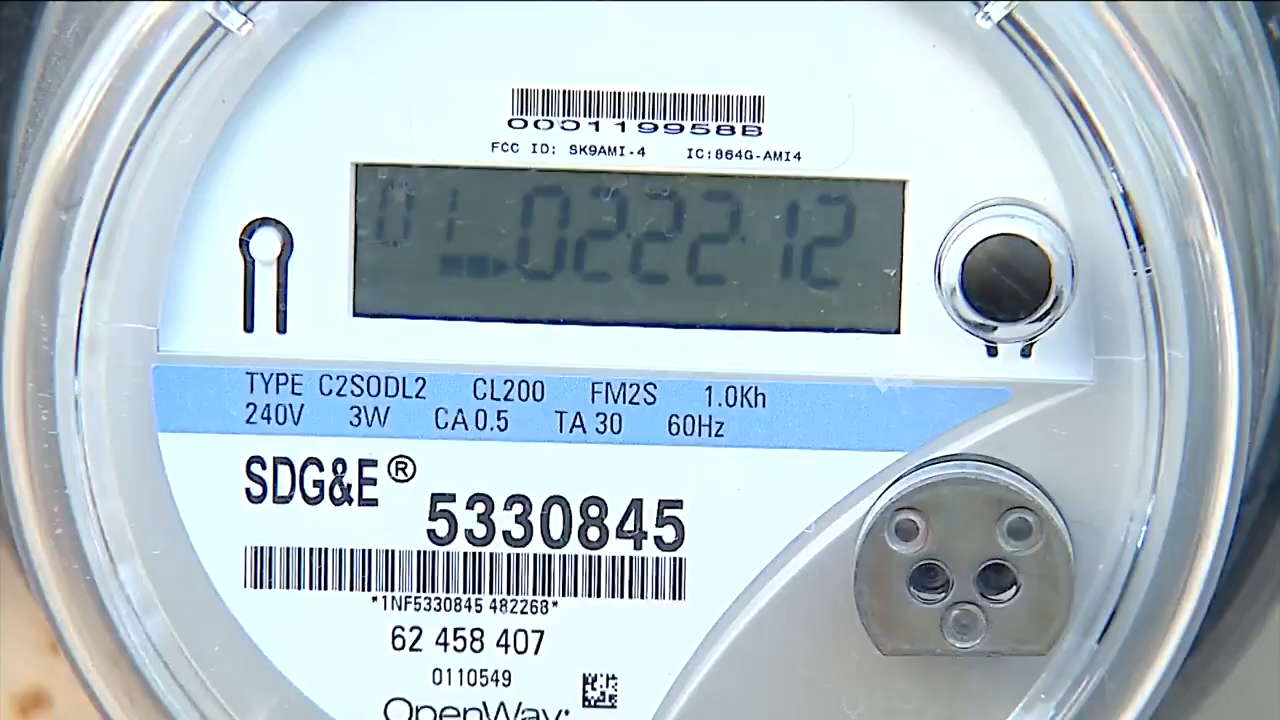 000119958B
FCC ID: SK9AMI-4 IC:864G-AMI4
01 022212
TYPE C2SODL2 CL200 FM2S 1.0Kh
240V 3W CA 0.5 TA 30 60Hz
SDG&E®
5330845
*1NF5330845 482268*
62 458 407
0110549
OpenWay